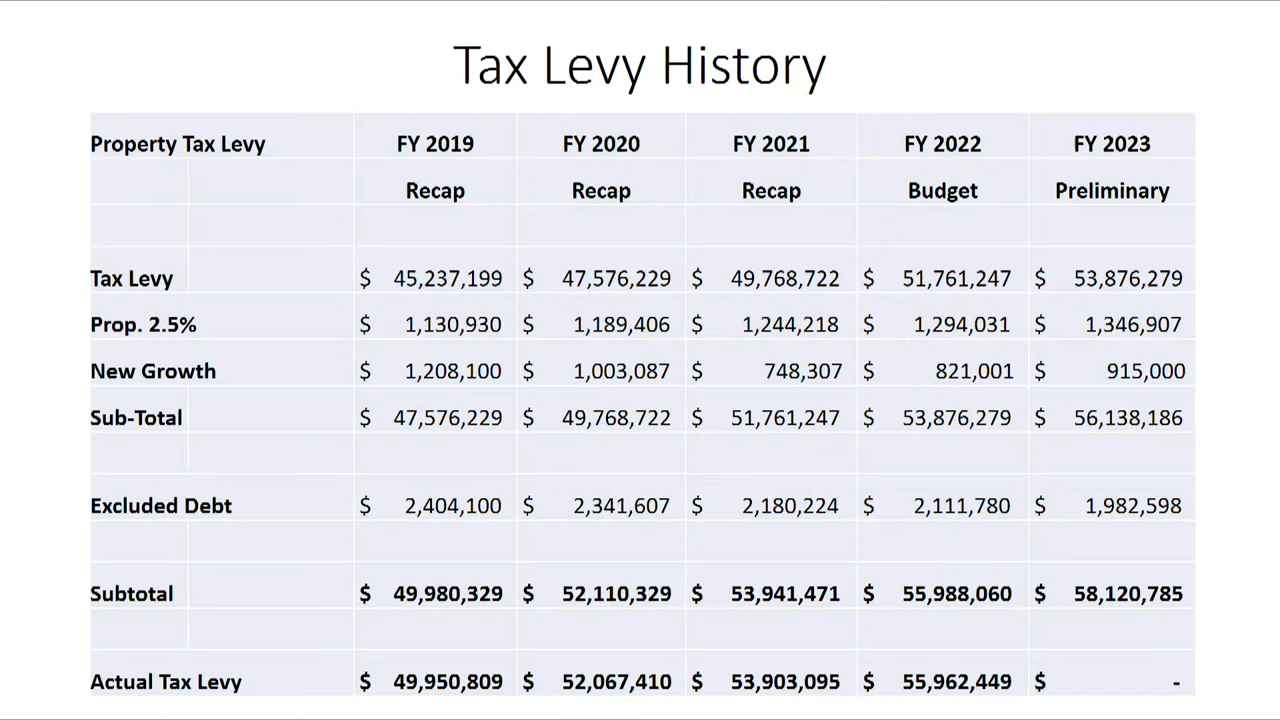 Tax Levy History
Property Tax Levy FY 2019 FY 2020 FY 2021 FY 2022 FY 2023
Recap Recap Recap Budget Preliminary
Tax Levy $ 45,237,199 $ 47,576,229 $ 49,768,722 $ 51,761,247 $ 53,876,279
Prop. 2.5% $ 1,130,930 $ 1,189,406 $ 1,244,218 $ 1,294,031 $ 1,346,907
New Growth $ 1,208,100 $ 1,003,087 $ 748,307 $ 821,001 $ 915,000
Sub-Total $ 47,576,229 $ 49,768,722 $ 51,761,247 $ 53,876,279 $ 56,138,186
Excluded Debt $ 2,404,100 $ 2,341,607 $ 2,180,224 $ 2,111,780 $ 1,982,598
Subtotal $ 49,980,329 $ 52,110,329 $ 53,941,471 $ 55,988,060 $ 58,120,785
Actual Tax Levy $ 49,950,809 $ 52,067,410 $ 53,903,095 $ 55,962,449 $ -